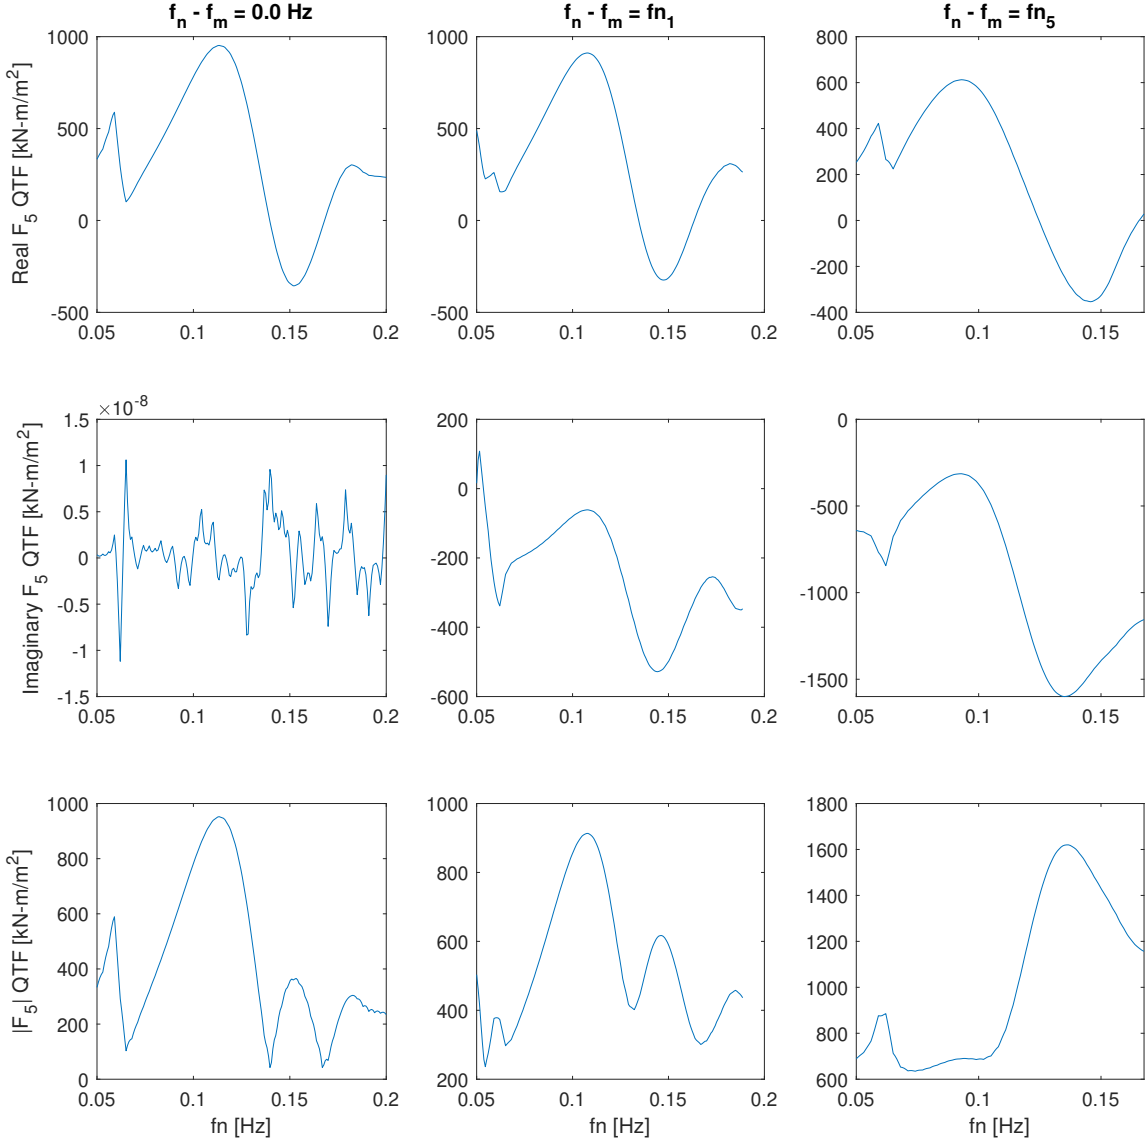 f_n - f_m = 0.0 Hz
f_n - f_m = fn_1
f_n - f_m = fn_5
Real F_5 QTF [kN-m/m^2]
1000
500
0
-500
0.05 0.1 0.15 0.2
1000
500
0
-500
0.05 0.1 0.15 0.2
800
600
400
200
0
-200
-400
0.05 0.1 0.15
Imaginary F_5 QTF [kN-m/m^2]
×10^-8
1.5
1
0.5
0
-0.5
-1
-1.5
0.05 0.1 0.15 0.2
200
0
-200
-400
-600
0.05 0.1 0.15 0.2
0
-500
-1000
-1500
0.05 0.1 0.15
|F_5| QTF [kN-m/m^2]
1000
800
600
400
200
0
0.05 0.1 0.15 0.2
fn [Hz]
1000
800
600
400
200
0.05 0.1 0.15 0.2
fn [Hz]
1800
1600
1400
1200
1000
800
600
0.05 0.1 0.15
fn [Hz]